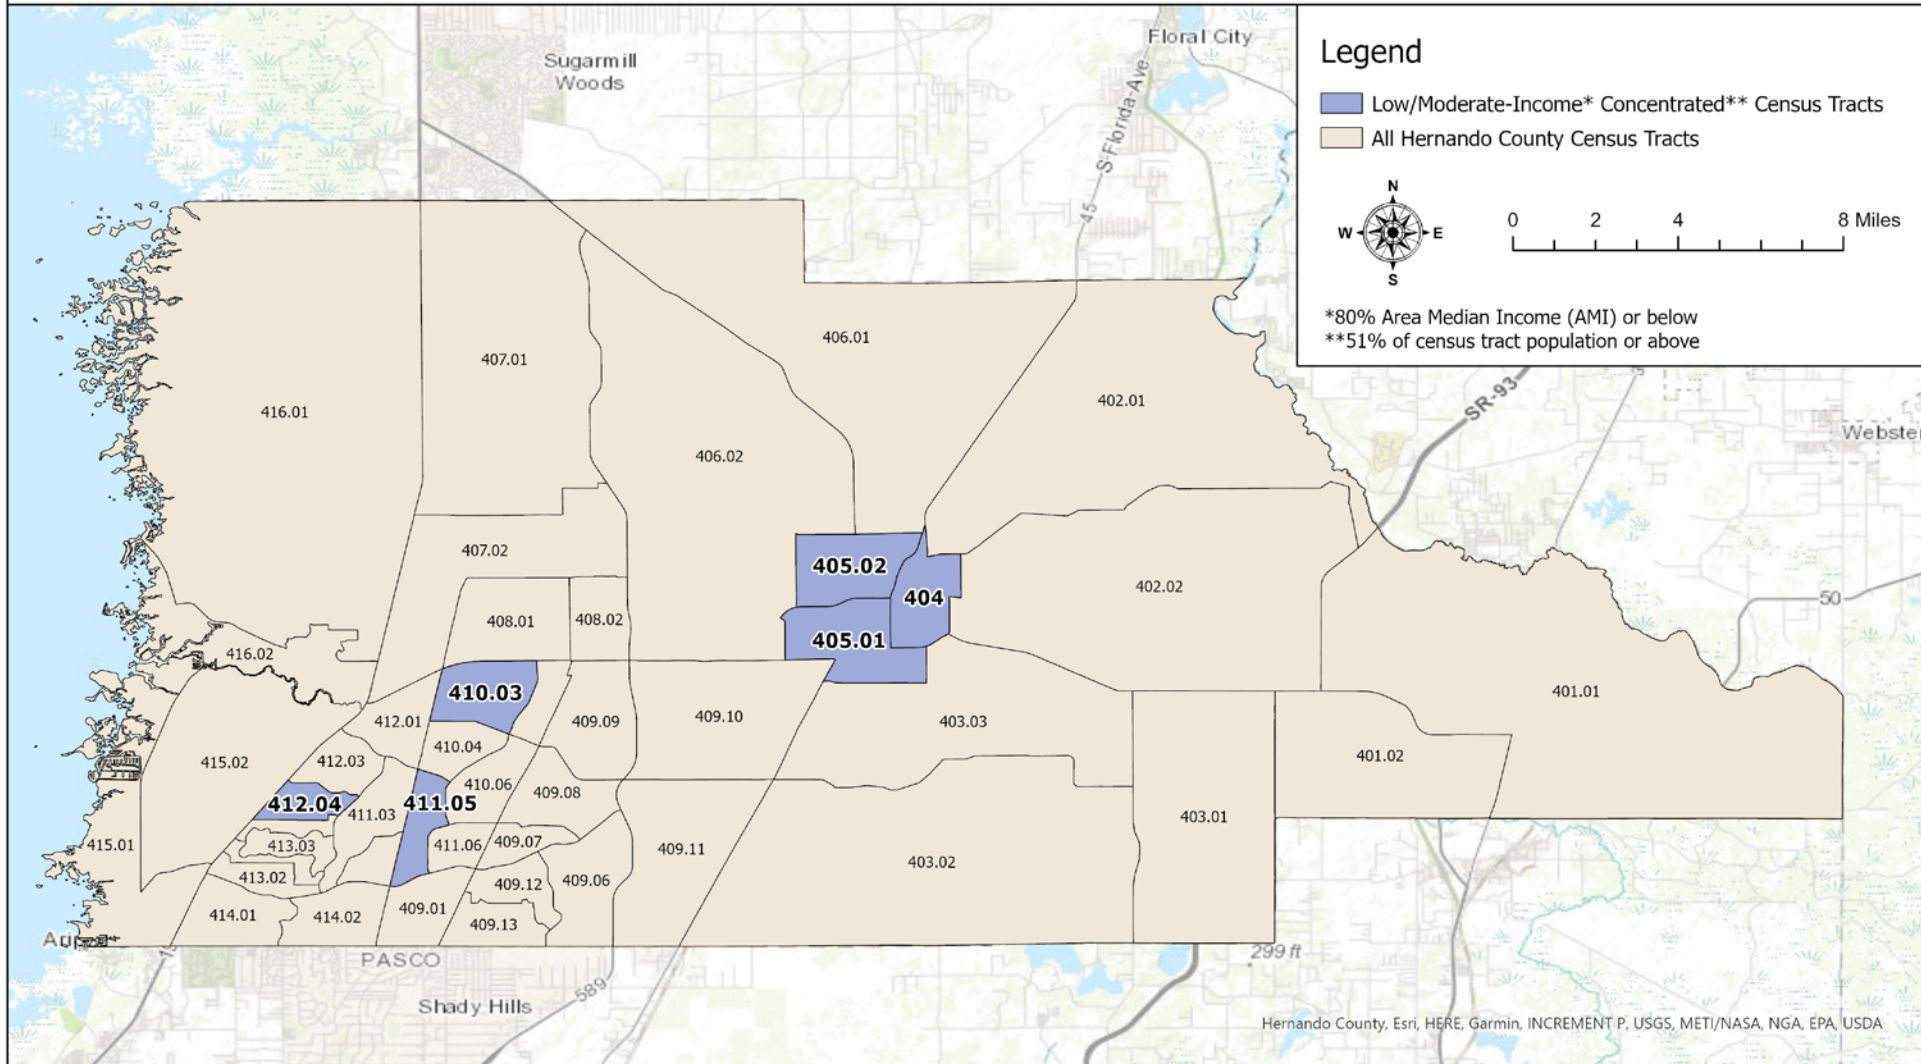 Legend
Low/Moderate-Income* Concentrated** Census Tracts
All Hernando County Census Tracts
N
W
E
S
0
2
4
8 Miles
*80% Area Median Income (AMI) or below
**51% of census tract population or above
Floral City
Sugarmill
Woods
S-Florida-Ave
45
SR-93
Webster
50
416.01
407.01
406.01
406.02
402.01
407.02
405.02
404
402.02
408.01
408.02
405.01
416.02
410.03
401.01
412.01
409.09
409.10
403.03
410.04
415.02
412.03
401.02
410.06
409.08
412.04
411.05
411.03
403.01
415.01
413.03
411.06
409.07
409.11
403.02
413.02
409.12
409.06
414.01
414.02
409.01
409.13
PASCO
299 ft
Shady Hills
589
Hernando County, Esri, HERE, Garmin, INCREMENT P, USGS, METI/NASA, NGA, EPA, USDA